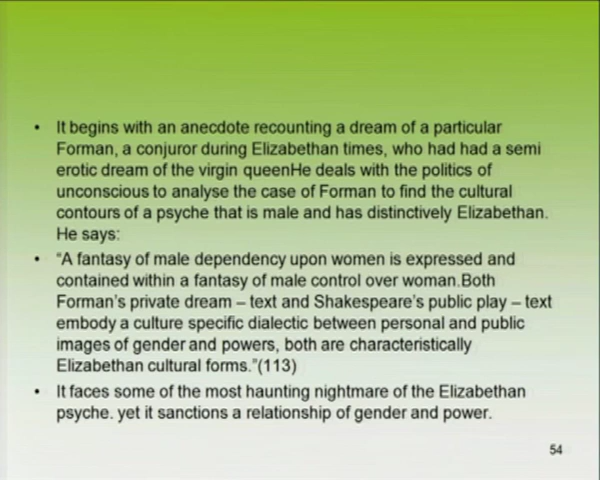 • It begins with an anecdote recounting a dream of a particular
Forman, a conjuror during Elizabethan times, who had had a semi
erotic dream of the virgin queenHe deals with the politics of
unconscious to analyse the case of Forman to find the cultural
contours of a psyche that is male and has distinctively Elizabethan.
He says:
• “A fantasy of male dependency upon women is expressed and
contained within a fantasy of male control over woman.Both
Forman’s private dream – text and Shakespeare’s public play – text
embody a culture specific dialectic between personal and public
images of gender and powers, both are characteristically
Elizabethan cultural forms.”(113)
• It faces some of the most haunting nightmare of the Elizabethan
psyche. yet it sanctions a relationship of gender and power.
54